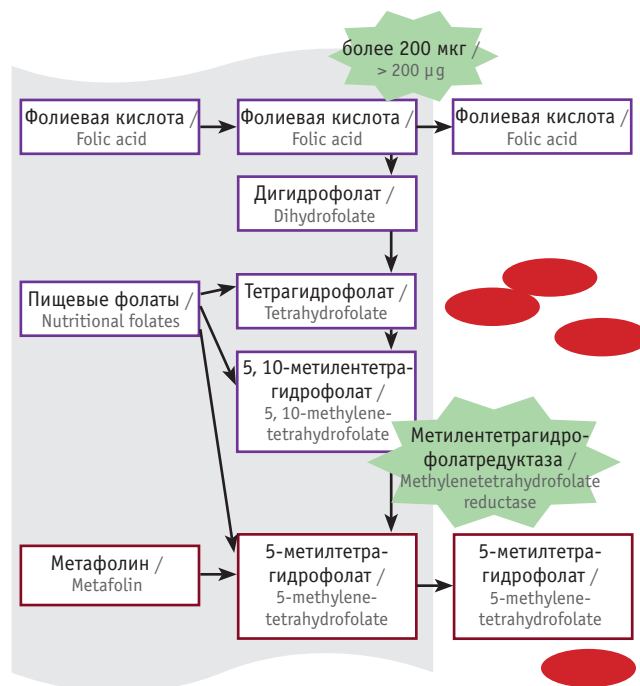 более 200 мкг /
> 200 µg
Фолиевая кислота /
Folic acid
Фолиевая кислота /
Folic acid
Фолиевая кислота /
Folic acid
Дигидрофолат /
Dihydrofolate
Пищевые фолаты /
Nutritional folates
Тетрагидрофолат /
Tetrahydrofolate
5, 10-метилентетра-
гидрофолат /
5, 10-methylene-
tetrahydrofolate
Метилентетрагидро-
фолатредуктаза /
Methylenetetrahydrofolate
reductase
Метафолин /
Metafolin
5-метилтетра-
гидрофолат /
5-methylene-
tetrahydrofolate
5-метилтетра-
гидрофолат /
5-methylene-
tetrahydrofolate